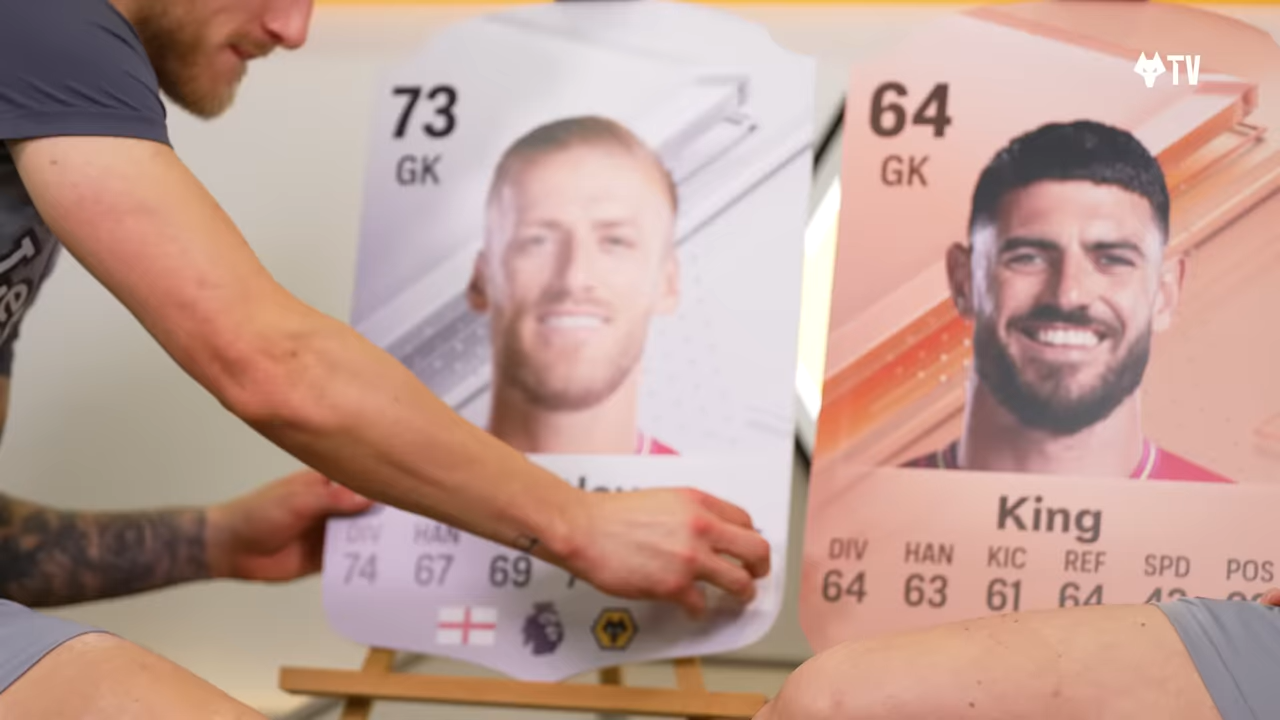 TV
73
GK
DIV HAN
74 67 69
64
GK
King
DIV HAN KIC REF SPD POS
64 63 61 64